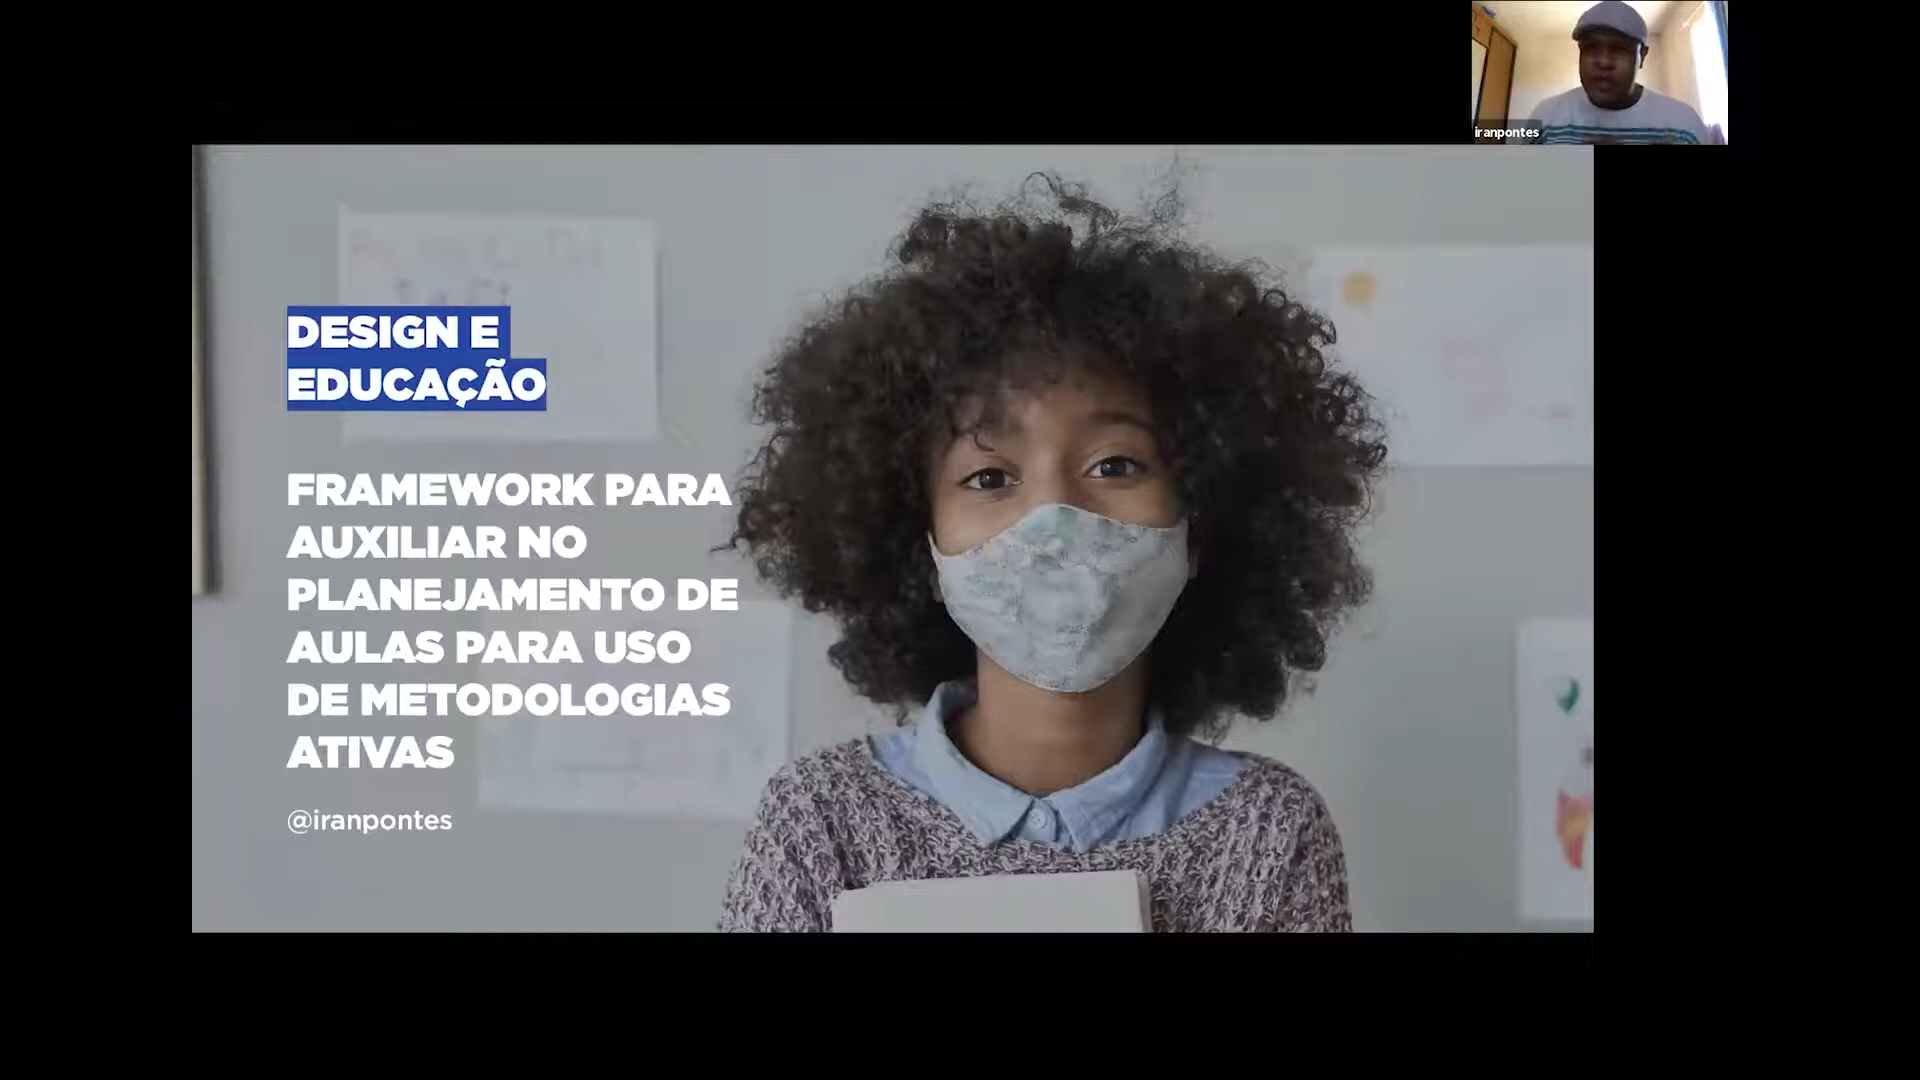 iranpontes
DESIGN E
EDUCAÇÃO
FRAMEWORK PARA
AUXILIAR NO
PLANEJAMENTO DE
AULAS PARA USO
DE METODOLOGIAS
ATIVAS
@iranpontes